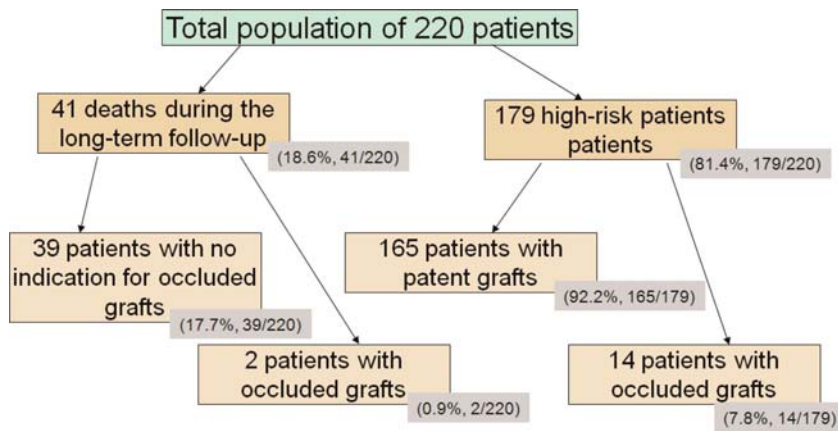 Total population of 220 patients
41 deaths during the
long-term follow-up
(18.6%, 41/220)
179 high-risk patients
patients
(81.4%, 179/220)
39 patients with no
indication for occluded
grafts
(17.7%, 39/220)
2 patients with
occluded grafts
(0.9%, 2/220)
165 patients with
patent grafts
(92.2%, 165/179)
14 patients with
occluded grafts
(7.8%, 14/179)